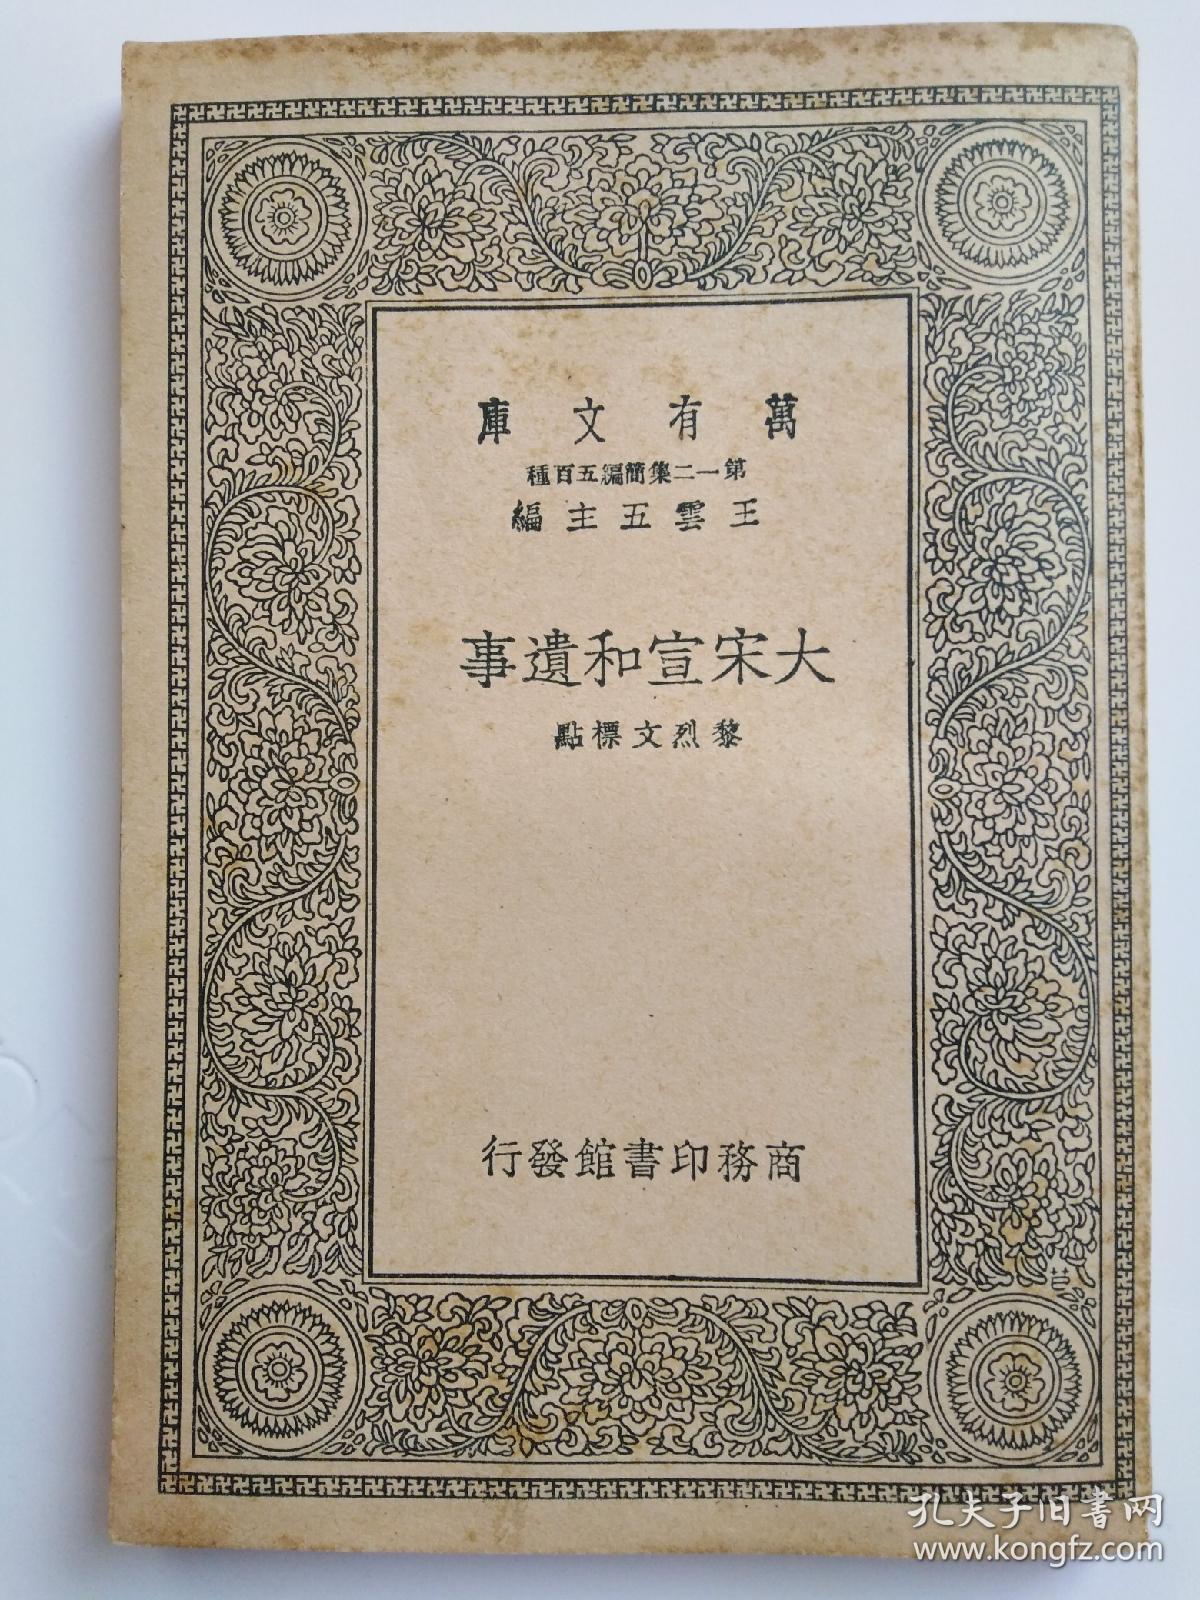 萬有文庫
第一二集簡編五百種
王雲五主編
大宋宣和遺事
黎烈文標點
商務印書館發行
孔夫子旧书网
www.kongfz.com